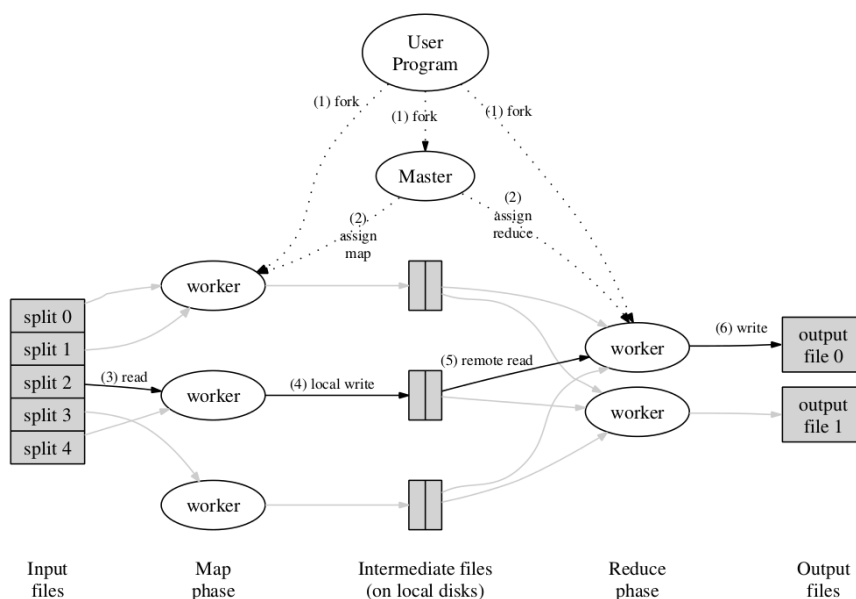 User
Program
(1) fork
(1) fork
(1) fork
Master
(2)
assign
map
(2)
assign
reduce
worker
split 0
split 1
split 2
split 3
split 4
(3) read
worker
(4) local write
worker
(5) remote read
worker
worker
(6) write
output
file 0
output
file 1
Input
files
Map
phase
Intermediate files
(on local disks)
Reduce
phase
Output
files